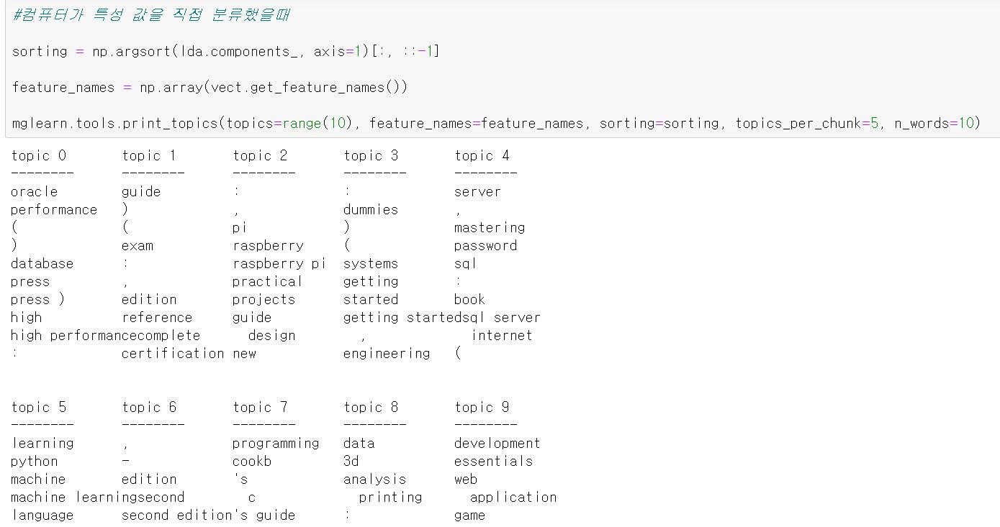 #컴퓨터가 특성 값을 직접 분류했을때
sorting = np.argsort(lda.components_, axis=1)[:, ::-1]
feature_names = np.array(vect.get_feature_names())
mglearn.tools.print_topics(topics=range(10), feature_names=feature_names, sorting=sorting, topics_per_chunk=5, n_words=10)
topic 0 topic 1 topic 2 topic 3 topic 4
-------- -------- -------- -------- --------
oracle guide : : server
performance ) , dummies ,
( ( pi ) mastering
) exam raspberry ( password
database : raspberry pi systems sql
press , practical getting :
press ) edition projects started book
high reference guide getting startedsql server
high performancecomplete design , internet
: certification new engineering (
topic 5 topic 6 topic 7 topic 8 topic 9
-------- -------- -------- -------- --------
learning , programming data development
python - cookb 3d essentials
machine edition 's analysis web
machine learningsecond c printing application
language second edition's guide : game